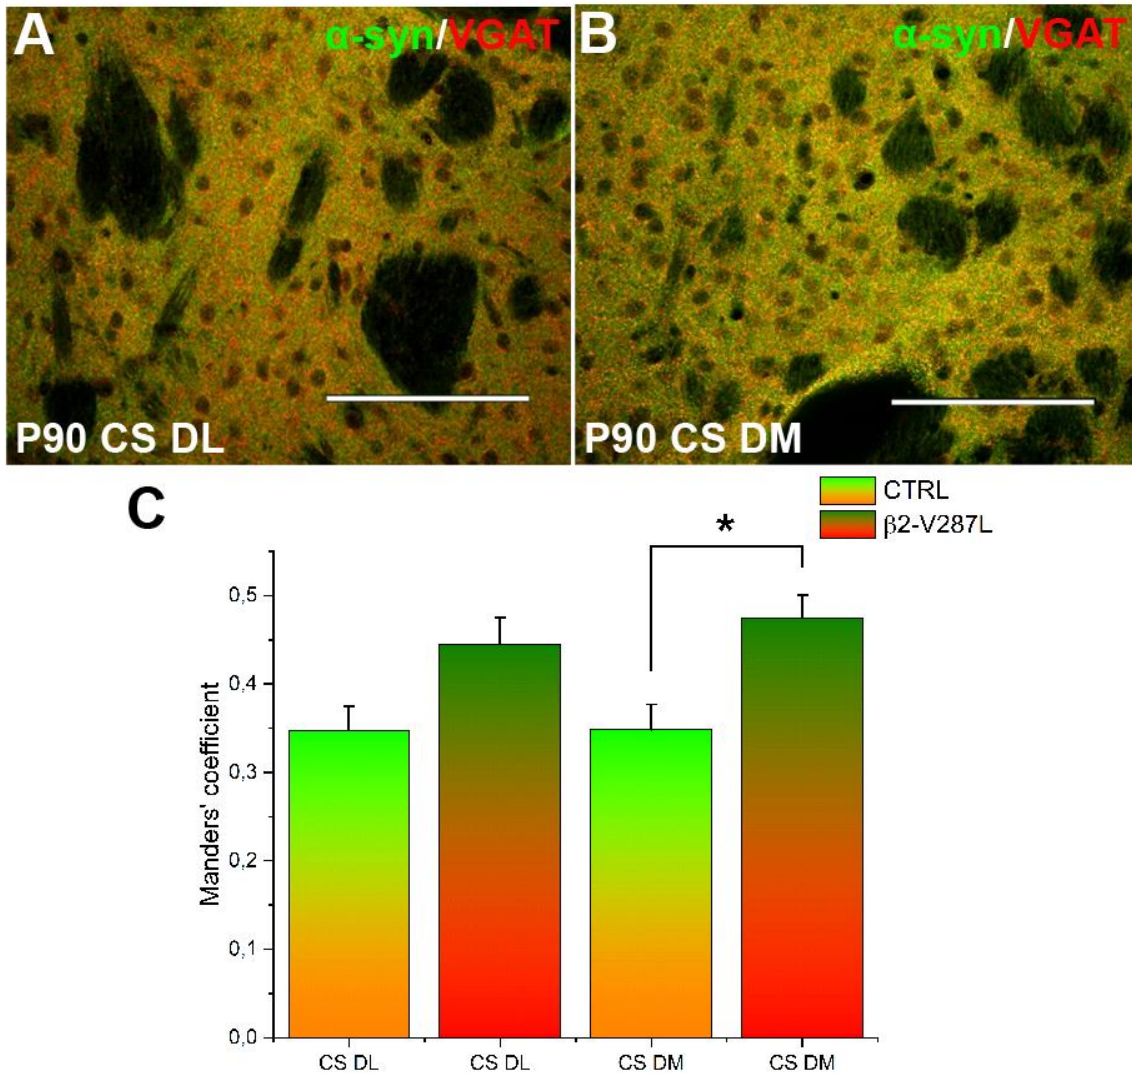 A
α-syn/VGAT
P90 CS DL
B
α-syn/VGAT
P90 CS DM
C
CTRL
β2-V287L
*
Manders' coefficient
0,5
0,4
0,3
0,2
0,1
0,0
CS DL
CS DL
CS DM
CS DM